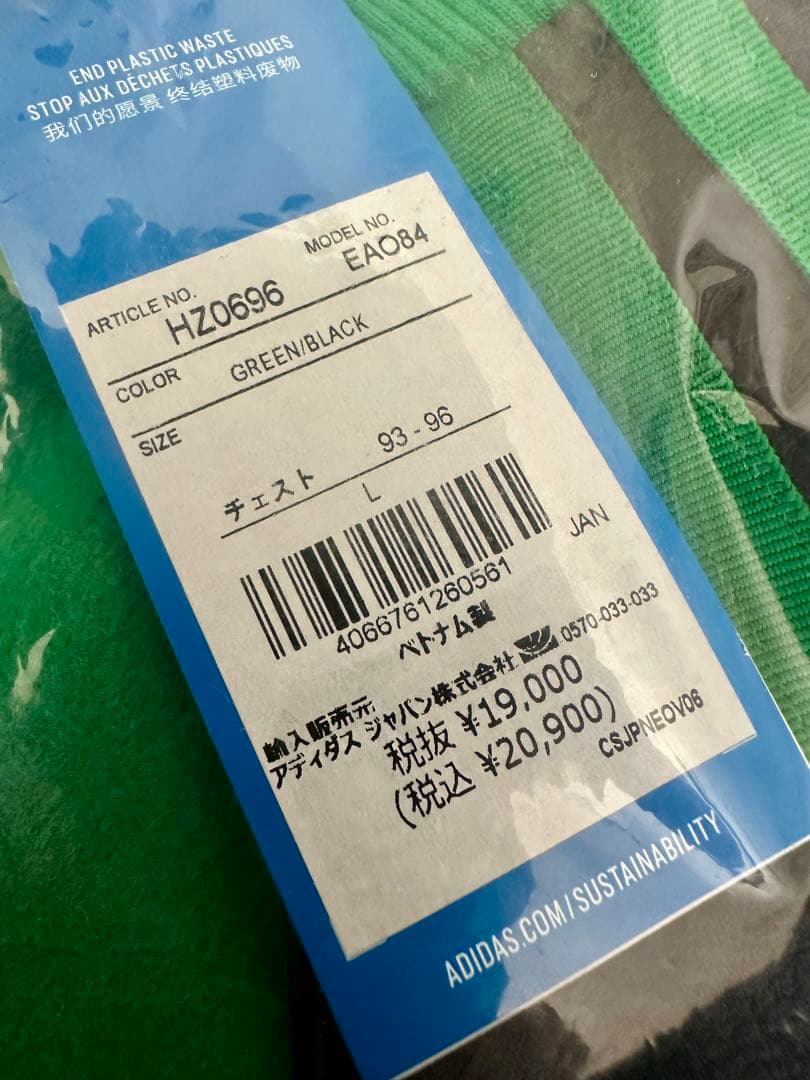 END PLASTIC WASTE
STOP AUX DÉCHETS PLASTIQUES
我们的愿景 终结塑料废物
ARTICLE NO. MODEL NO.
HZ0696 EAO84
COLOR GREEN/BLACK
SIZE
チェスト 93-96
L
JAN
4066761260561
ベトナム製
輸入販売元
アディダス ジャパン株式会社 0570-033-033
税抜 ¥19,000
(税込 ¥20,900)
CSJPNEOV06
ADIDAS.COM/SUSTAINABILITY